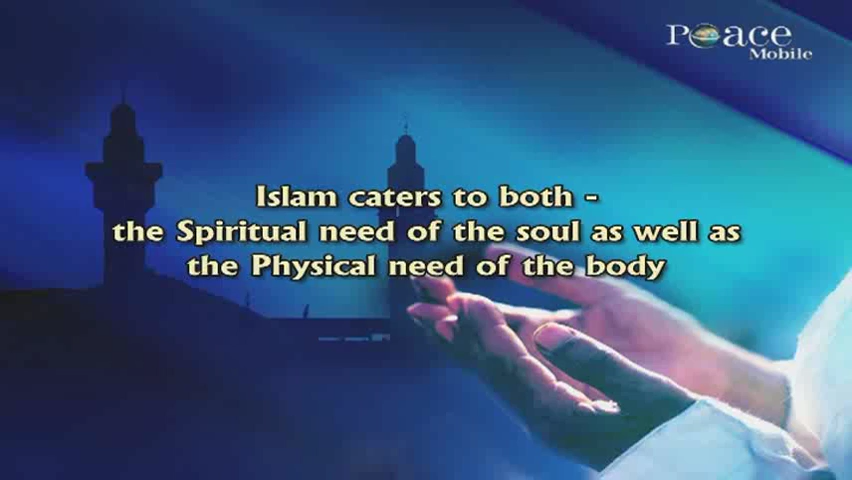 Peace
Mobile
Islam caters to both -
the Spiritual need of the soul as well as
the Physical need of the body